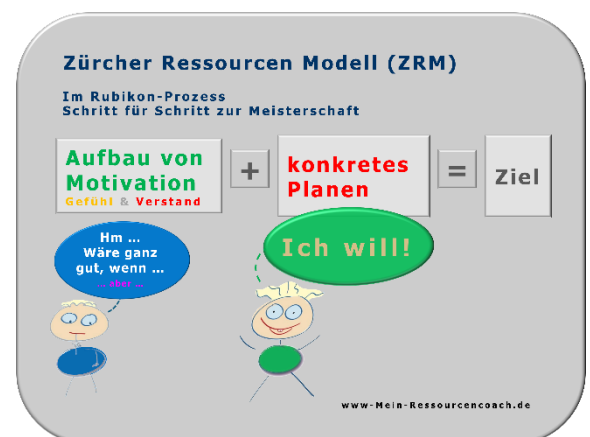 Zürcher Ressourcen Modell (ZRM)
Im Rubikon-Prozess
Schritt für Schritt zur Meisterschaft
Aufbau von
Motivation
Gefühl & Verstand
+
konkretes
Planen
=
Ziel
Hm ...
Wäre ganz
gut, wenn ...
... aber ...
Ich will!
www-Mein-Ressourcencoach.de